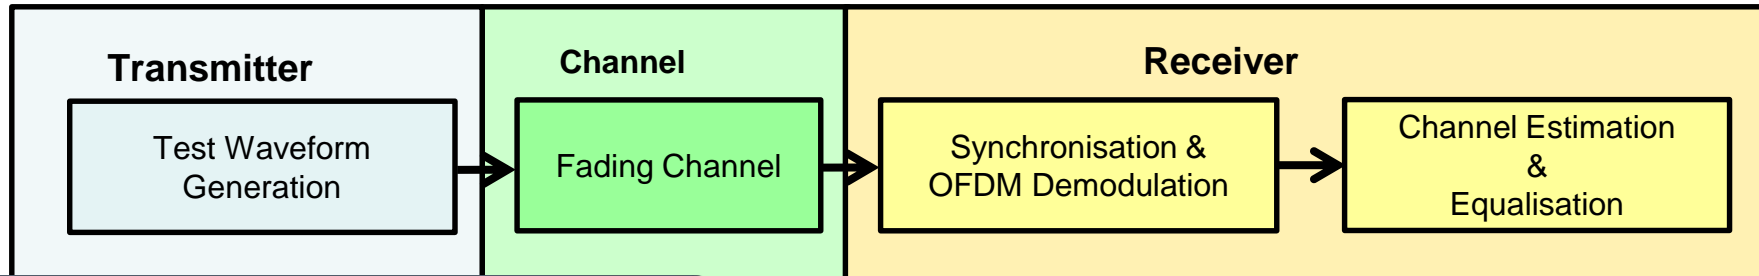 Transmitter
Test Waveform
Generation
Channel
Fading Channel
Receiver
Synchronisation &
OFDM Demodulation
Channel Estimation
&
Equalisation